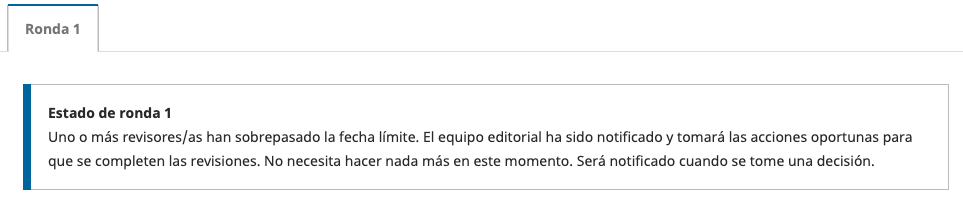 Ronda 1
Estado de ronda 1
Uno o más revisores/as han sobrepasado la fecha límite. El equipo editorial ha sido notificado y tomará las acciones oportunas para
que se completen las revisiones. No necesita hacer nada más en este momento. Será notificado cuando se tome una decisión.